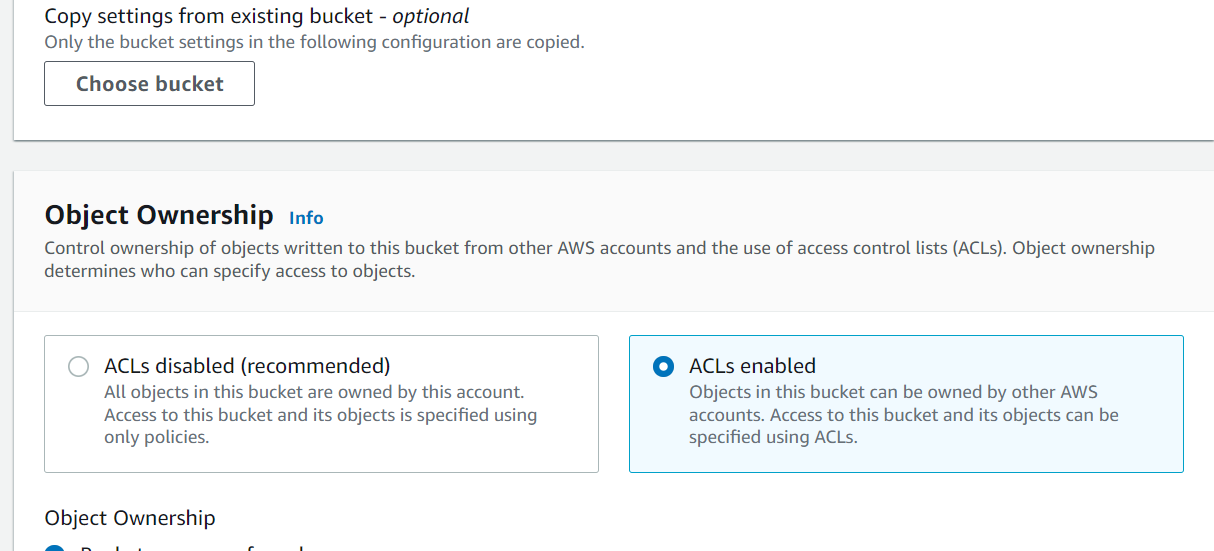 Copy settings from existing bucket - optional
Only the bucket settings in the following configuration are copied.
Choose bucket
Object Ownership Info
Control ownership of objects written to this bucket from other AWS accounts and the use of access control lists (ACLs). Object ownership
determines who can specify access to objects.
ACLs disabled (recommended)
All objects in this bucket are owned by this account.
Access to this bucket and its objects is specified using
only policies.
ACLs enabled
Objects in this bucket can be owned by other AWS
accounts. Access to this bucket and its objects can be
specified using ACLs.
Object Ownership